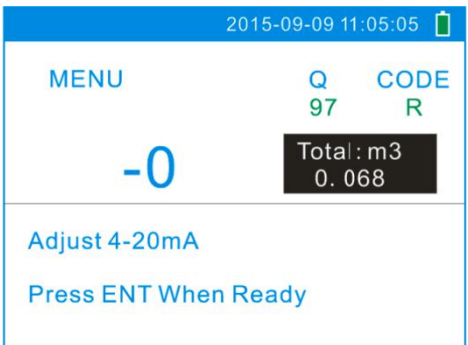 2015-09-09 11:05:05
MENU Q CODE
97 R
-0
Total: m3
0. 068
Adjust 4-20mA
Press ENT When Ready